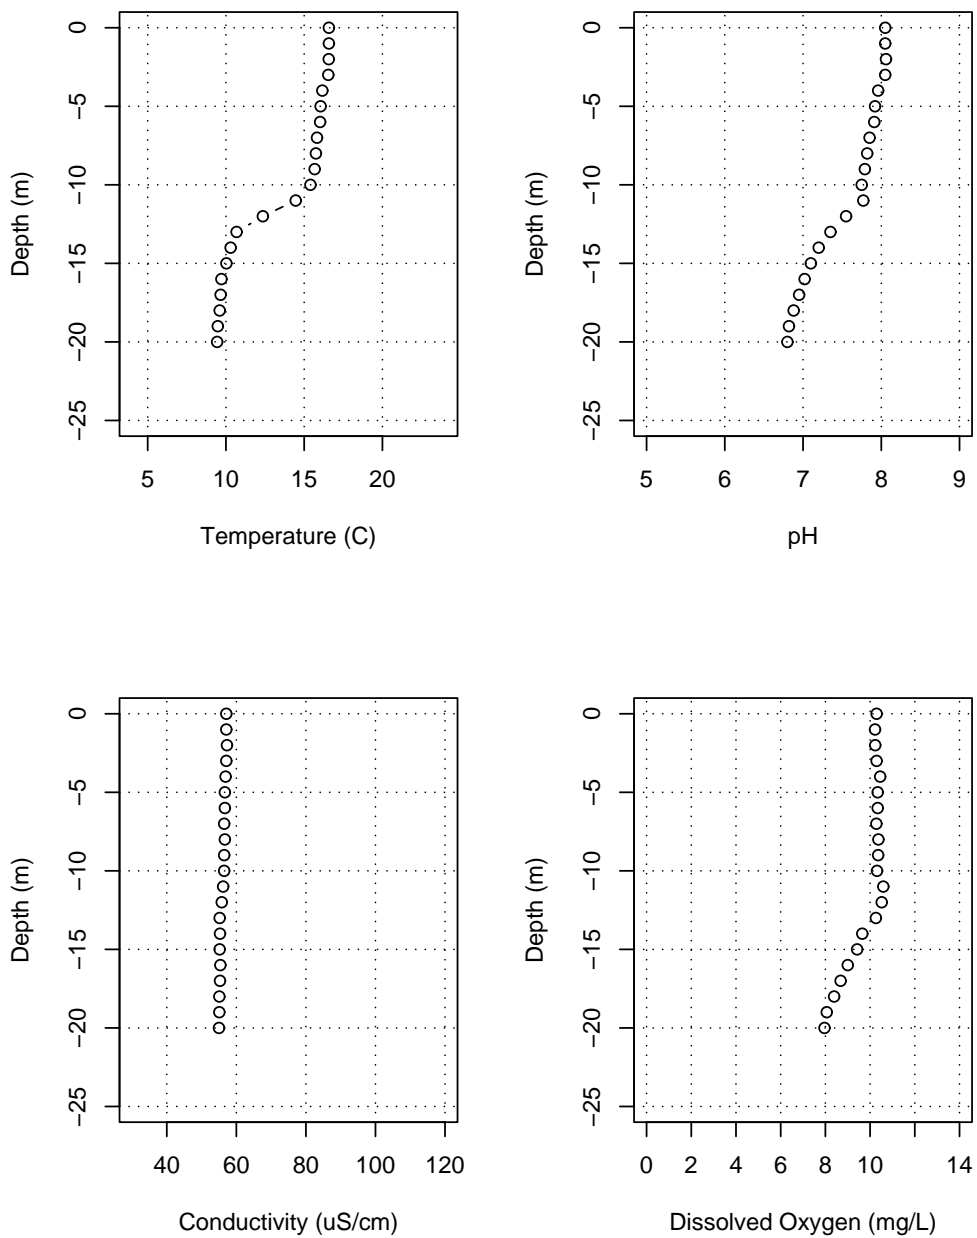 0
−5
−10
−15
−20
−25
Depth (m)
5 10 15 20
Temperature (C)
0
−5
−10
−15
−20
−25
Depth (m)
5 6 7 8 9
pH
0
−5
−10
−15
−20
−25
Depth (m)
40 60 80 100 120
Conductivity (uS/cm)
0
−5
−10
−15
−20
−25
Depth (m)
0 2 4 6 8 10 14
Dissolved Oxygen (mg/L)